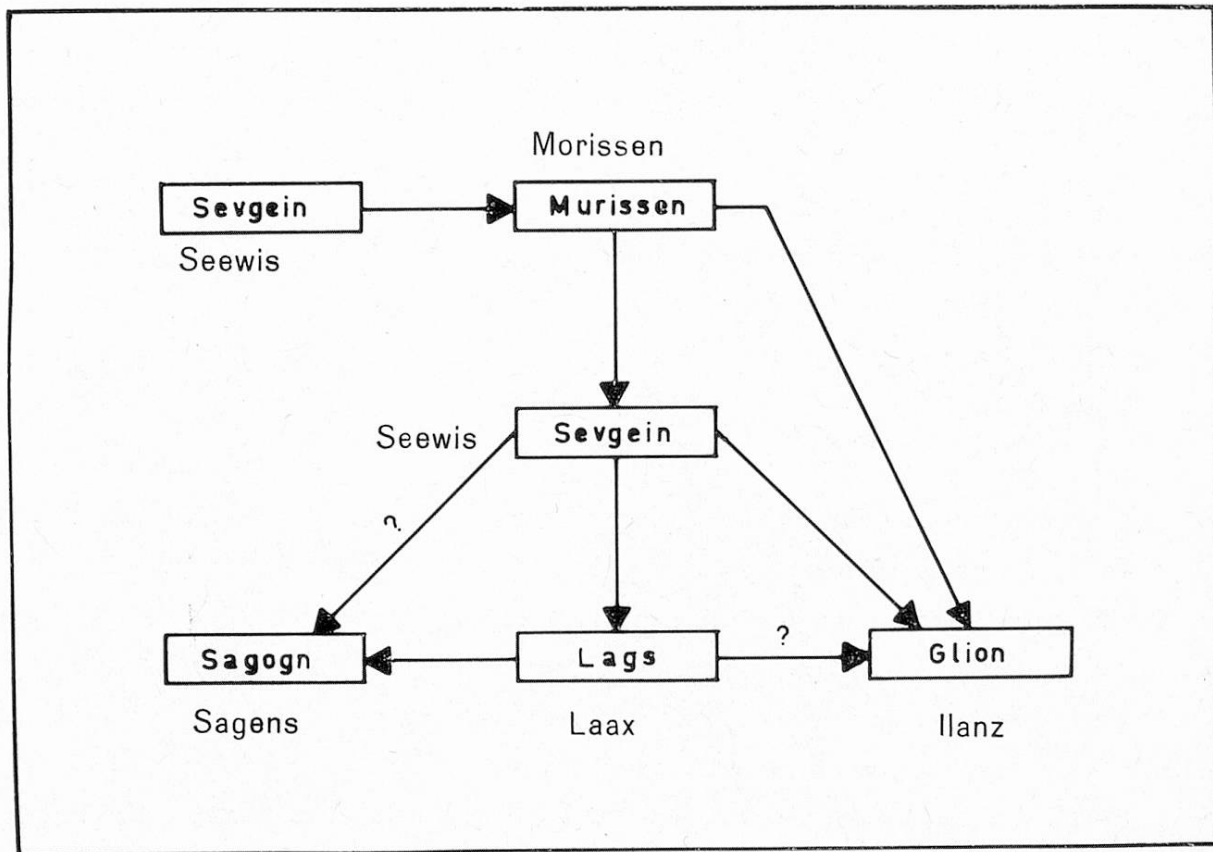 Morissen
Sevgein
Murissen
Seewis
Seewis
Sevgein
?
?
Sagogn
Lags
Glion
Sagens
Laax
Ilanz